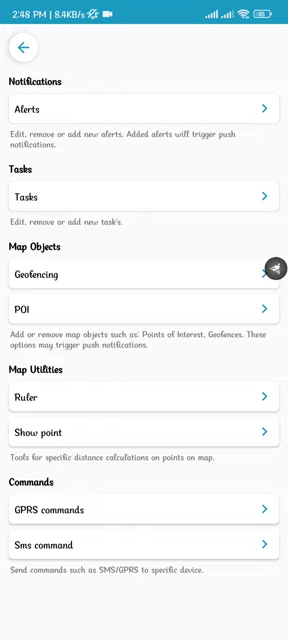 2:48 PM | 8.4KB/s
65
Notifications
Alerts
Edit, remove or add new alerts. Added alerts will trigger push
notifications.
Tasks
Tasks
Edit, remove or add new task's.
Map Objects
Geofencing
POI
Add or remove map objects such as: Points of Interest, Geofences. These
options may trigger push notifications.
Map Utilities
Ruler
Show point
Tools for specific distance calculations on points on map.
Commands
GPRS commands
Sms command
Send commands such as SMS/GPRS to specific device.